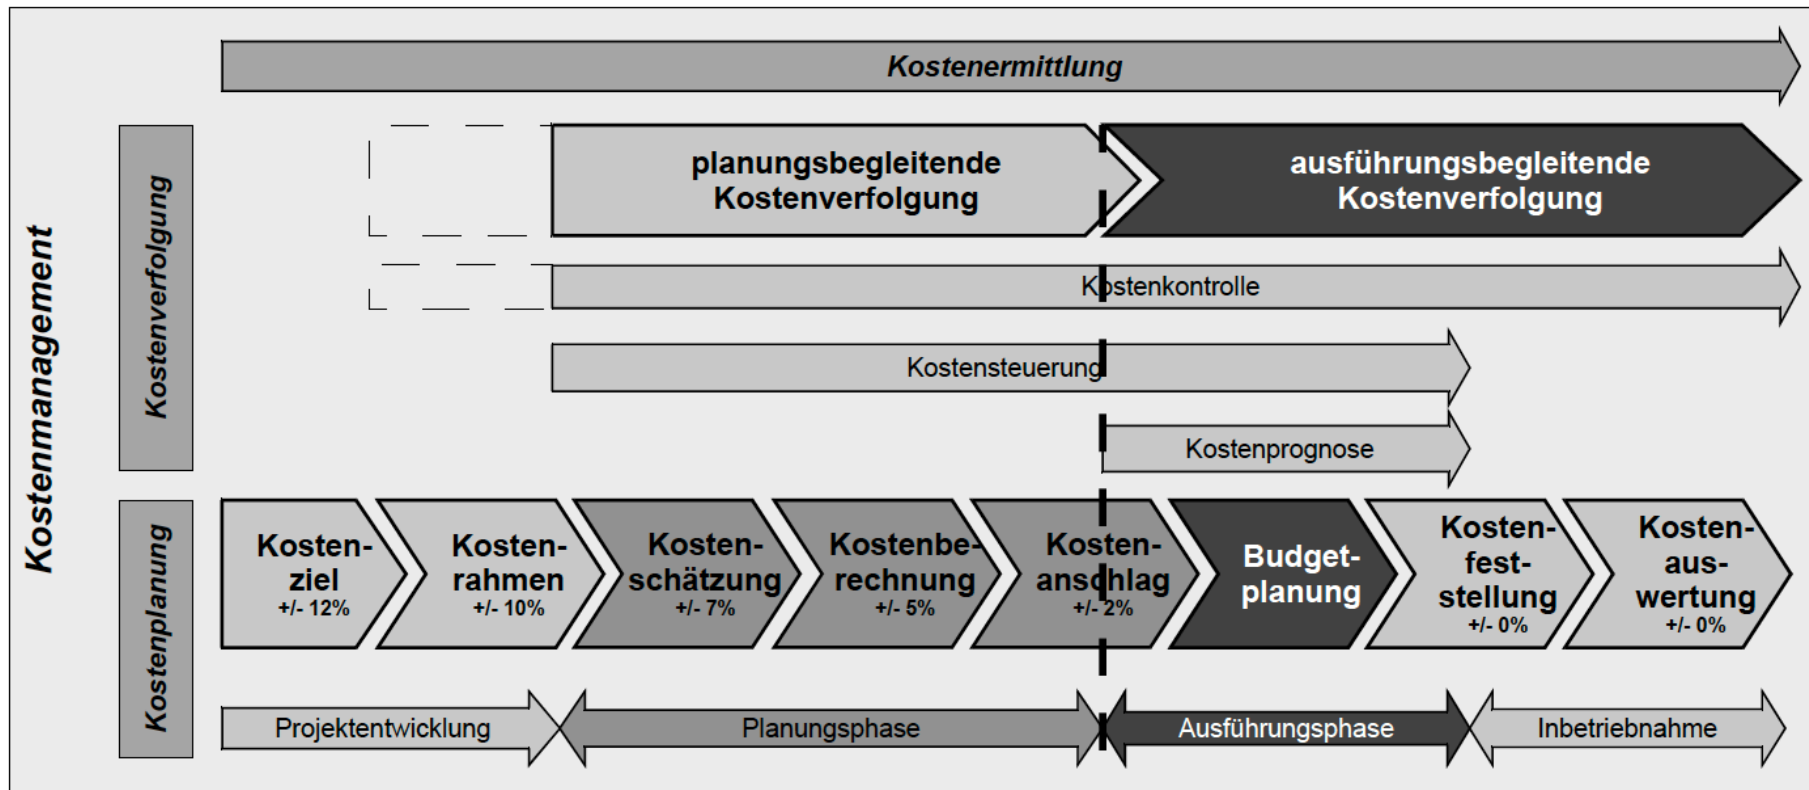 Kostenmanagement
Kostenermittlung
Kostenverfolgung
planungsbegleitende
Kostenverfolgung
ausführungsbegleitende
Kostenverfolgung
Kostenkontrolle
Kostensteuerung
Kostenprognose
Kostenplanung
Kosten-
ziel
+/- 12%
Kosten-
rahmen
+/- 10%
Kosten-
schätzung
+/- 7%
Kostenbe-
rechnung
+/- 5%
Kosten-
anschlag
+/- 2%
Budget-
planung
Kosten-
fest-
stellung
+/- 0%
Kosten-
aus-
wertung
+/- 0%
Projektentwicklung
Planungsphase
Ausführungsphase
Inbetriebnahme